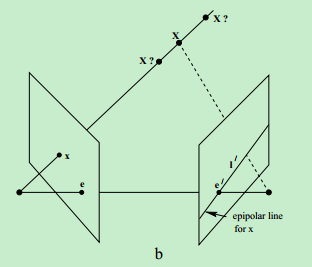 X ?
X
X ?
x
e
l /
e /
epipolar line
for x
b